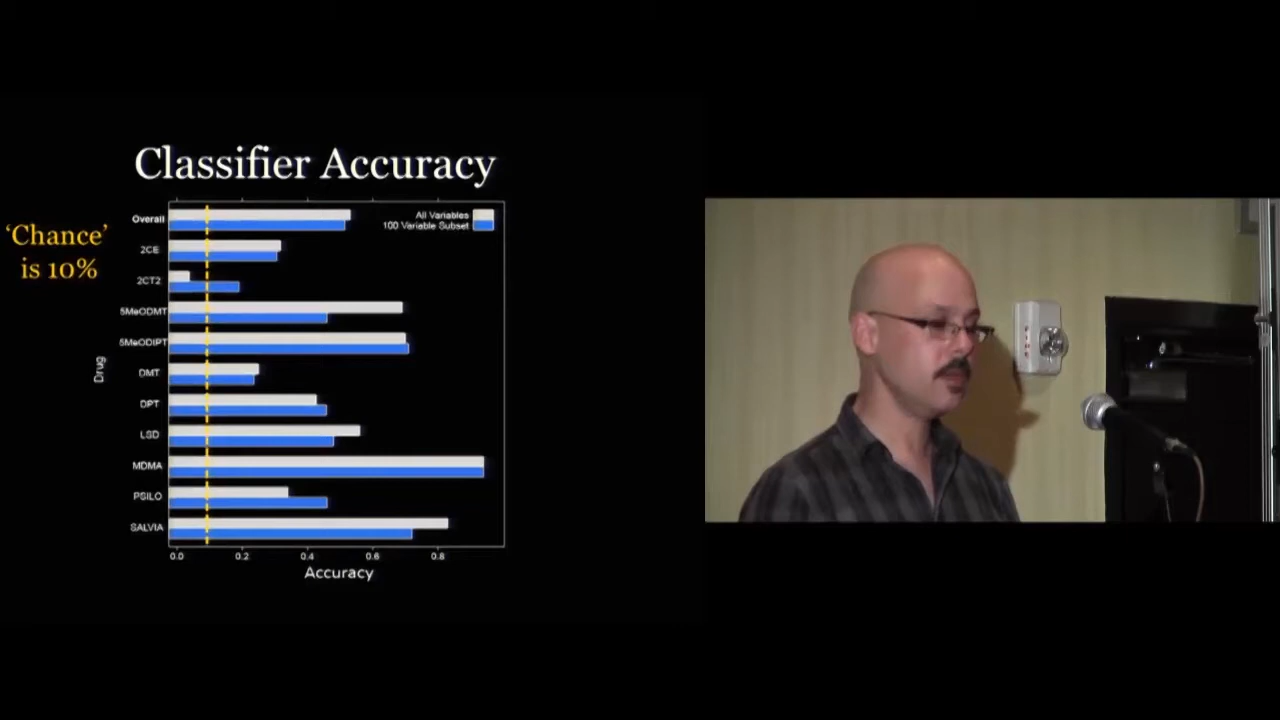 Classifier Accuracy
‘Chance’
is 10%
All Variables
100 Variable Subset
Overall
2CE
2CT2
5MeODMT
5MeODIPT
DMT
DPT
LSD
MDMA
PSILO
SALVIA
Drug
0.0 0.2 0.4 0.6 0.8
Accuracy